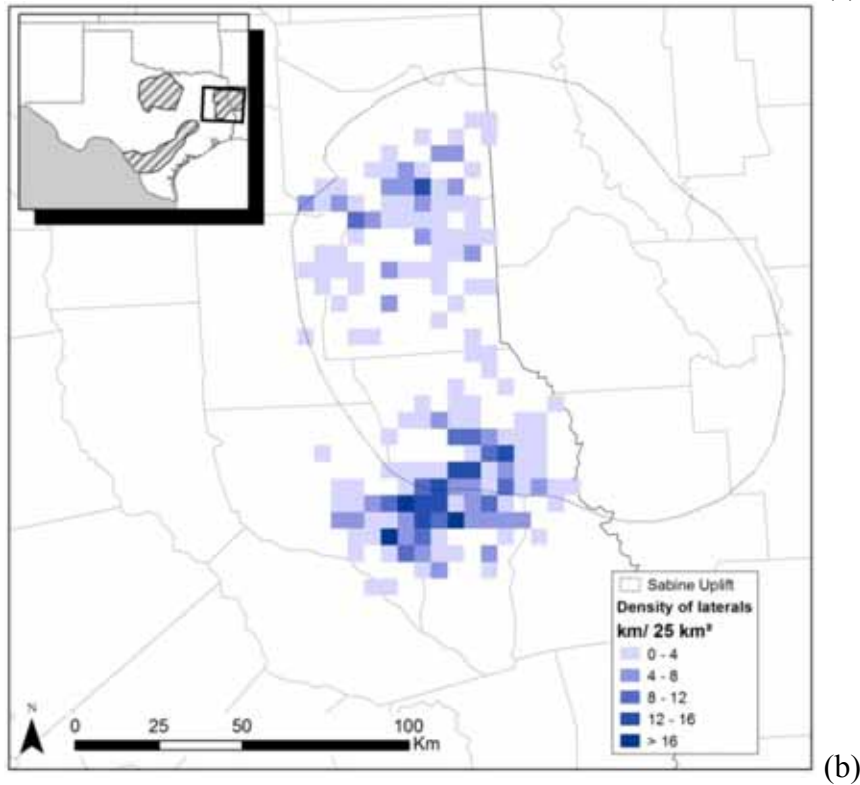 Sabine Uplift
Density of laterals
km/ 25 km²
0 - 4
4 - 8
8 - 12
12 - 16
> 16
N
0 25 50 100
Km
(b)